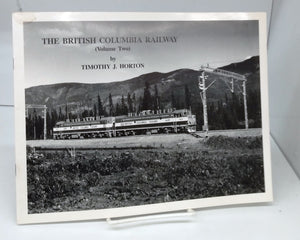 THE BRITISH COLUMBIA RAILWAY
(Volume Two)
by
TIMOTHY J. HORTON